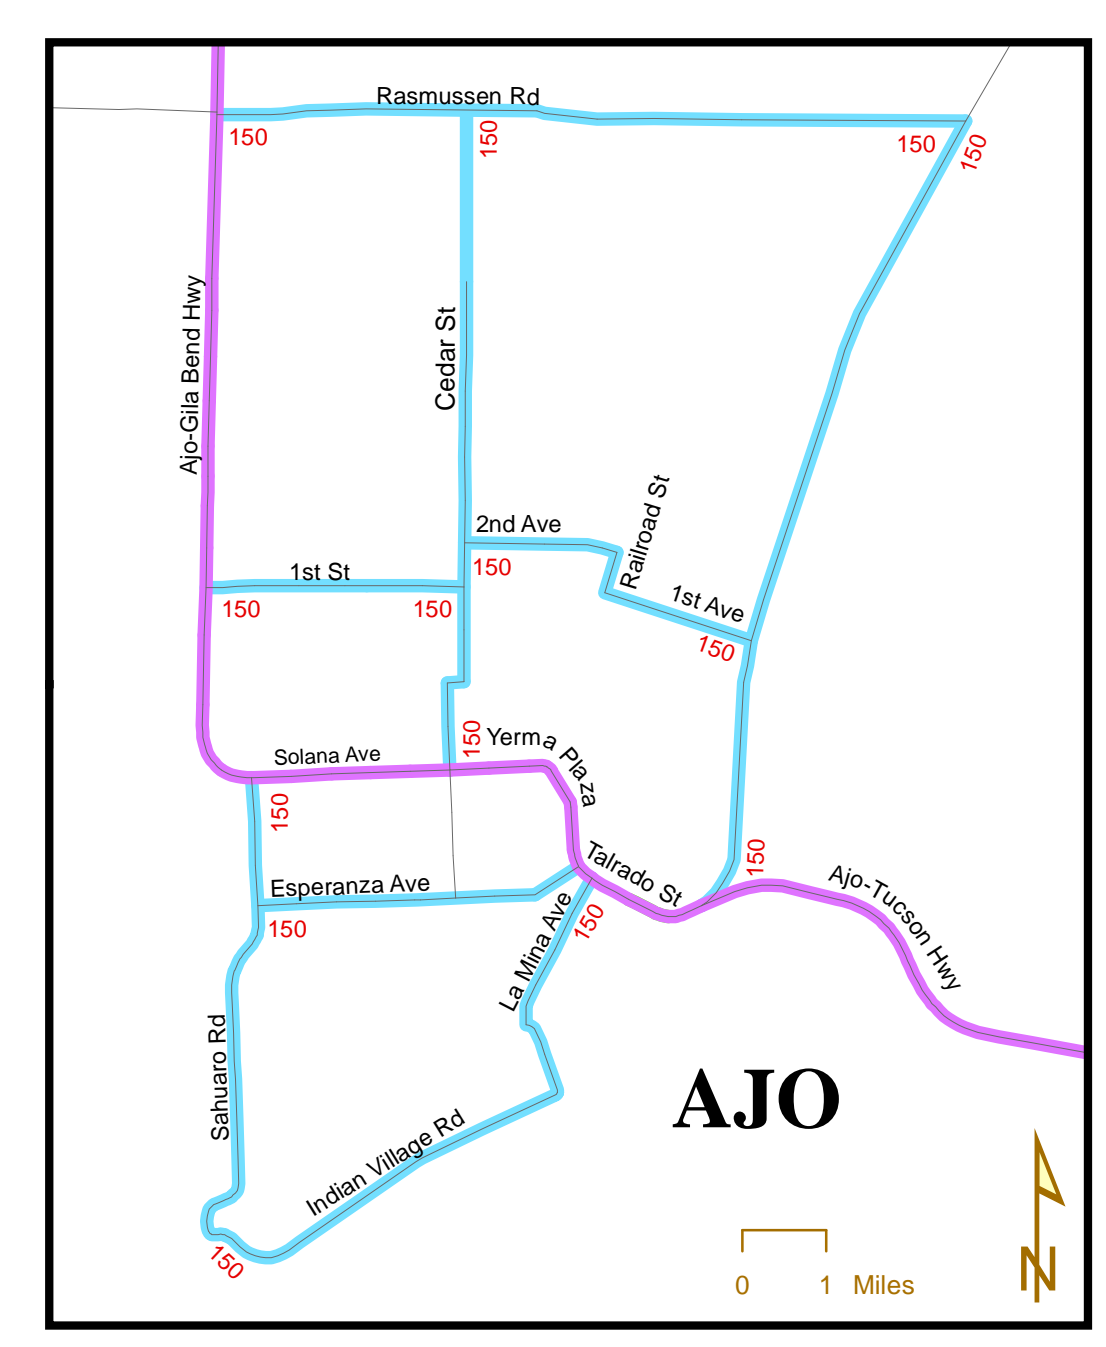 Rasmussen Rd
150
150
150
150
Ajo-Gila Bend Hwy
Cedar St
2nd Ave
150
Railroad St
1st St
150
150
1st Ave
150
Solana Ave
150
Yerma Plaza
150
Talrado St
150
Ajo-Tucson Hwy
Esperanza Ave
150
La Mina Ave
150
Sahuaro Rd
Indian Village Rd
150
AJO
N
0 1 Miles